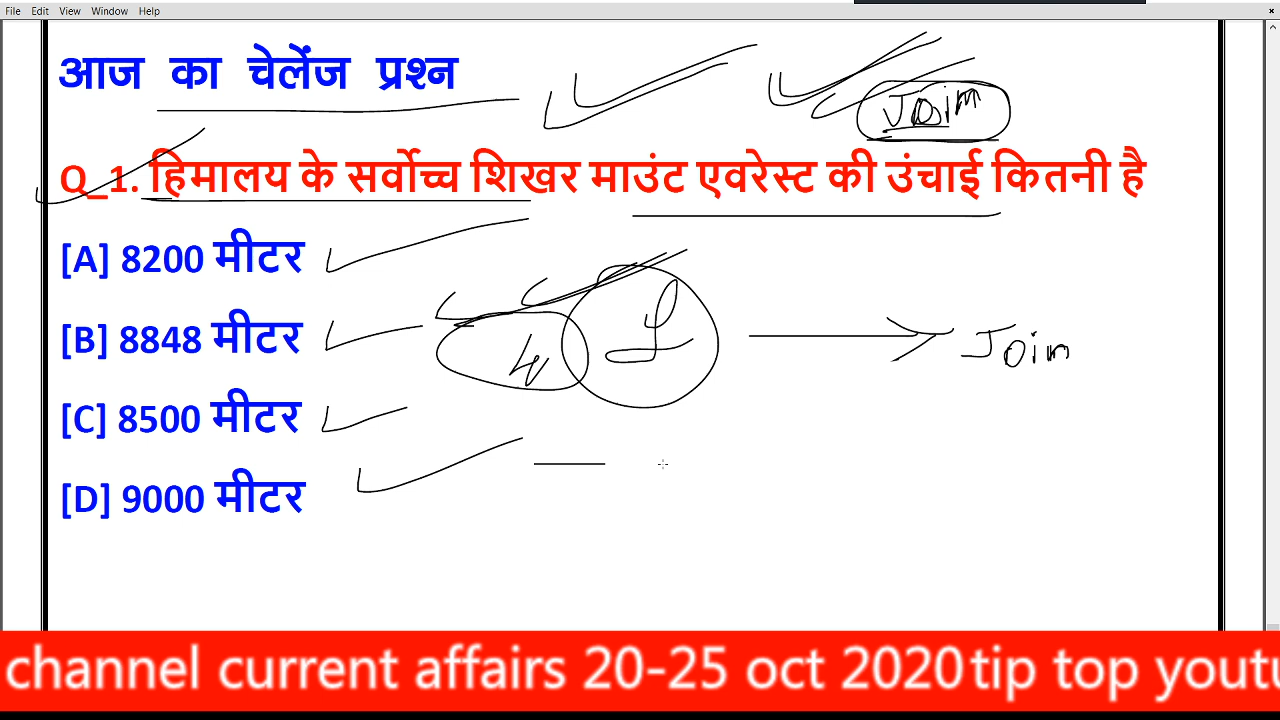 File Edit View Window Help
आज का चेलेंज प्रश्न
Join
Q_1. हिमालय के सर्वोच्च शिखर माउंट एवरेस्ट की उंचाई कितनी है
[A] 8200 मीटर
[B] 8848 मीटर
Join
[C] 8500 मीटर
[D] 9000 मीटर
channel current affairs 20-25 oct 2020 tip top youtu